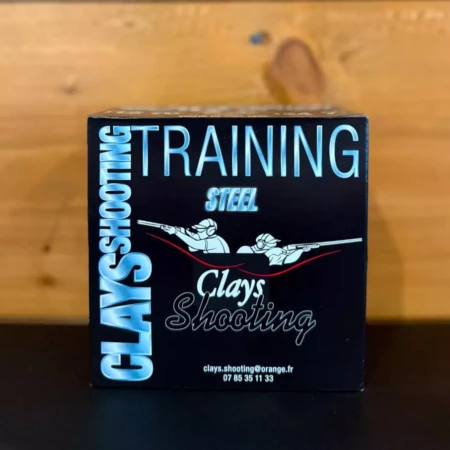 CLAYS SHOOTING
TRAINING
STEEL
Clays
Shooting
clays.shooting@orange.fr
07 85 35 11 33